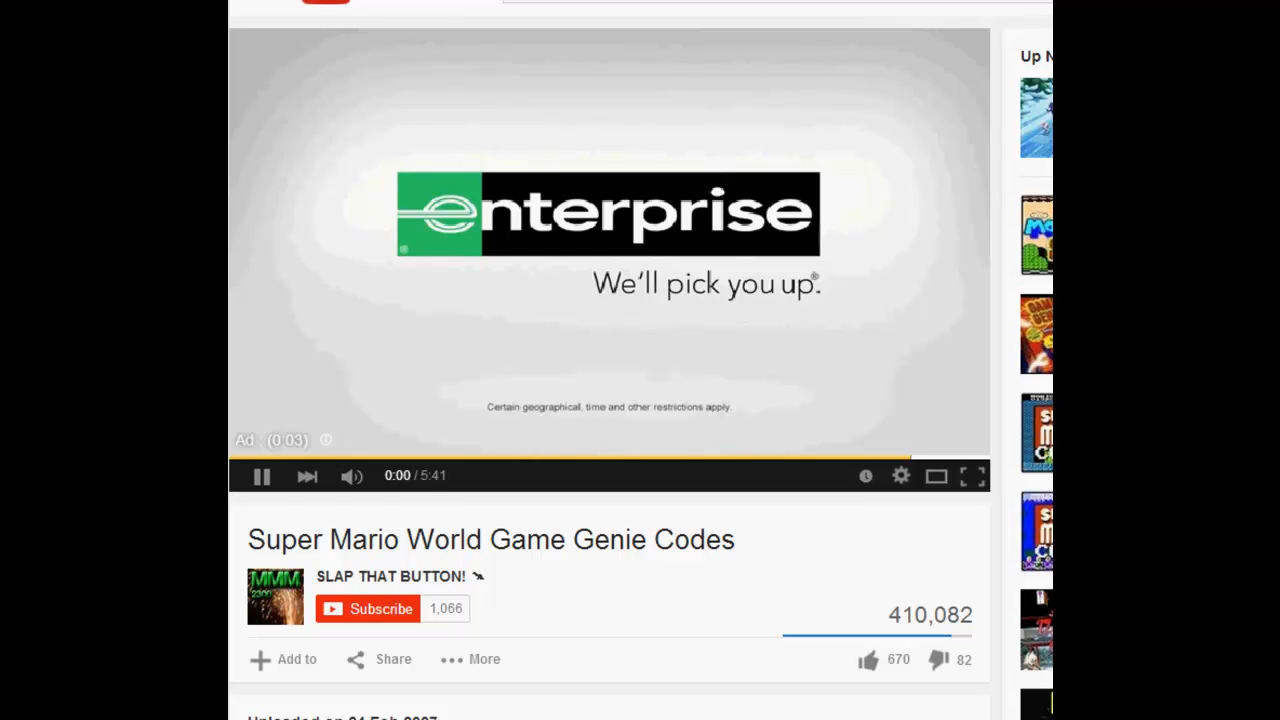 Up N
enterprise
We'll pick you up®.
Certain geographical, time and other restrictions apply.
Ad : (0:03)
0:00 / 5:41
Super Mario World Game Genie Codes
MMM
2300
SLAP THAT BUTTON!
Subscribe 1,066
410,082
Add to Share More 670 82